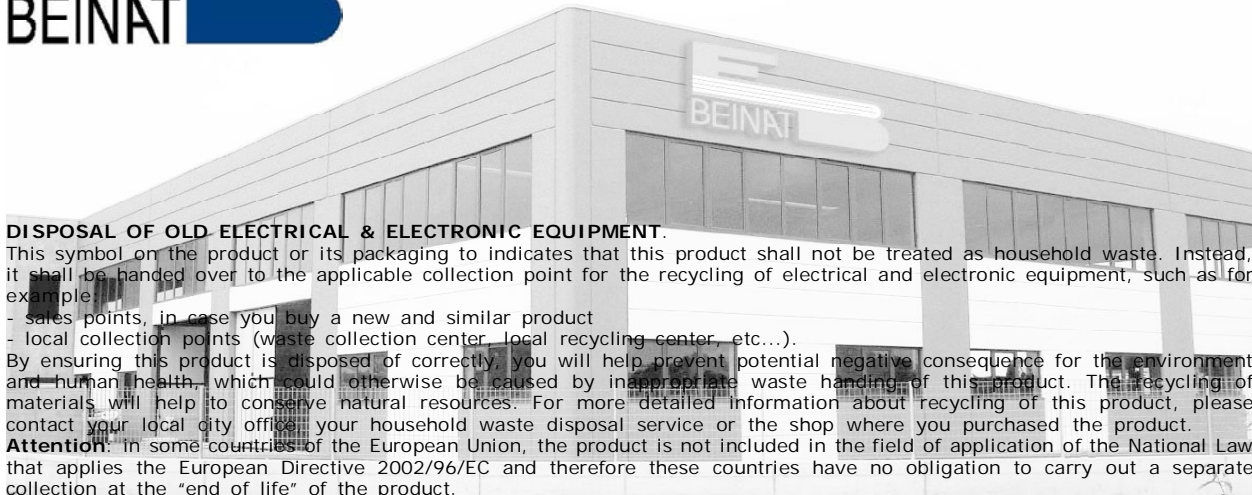 BEINAT
BEINAT
DISPOSAL OF OLD ELECTRICAL & ELECTRONIC EQUIPMENT.
This symbol on the product or its packaging to indicates that this product shall not be treated as household waste. Instead,
it shall be handed over to the applicable collection point for the recycling of electrical and electronic equipment, such as for
example:
- sales points, in case you buy a new and similar product
- local collection points (waste collection center, local recycling center, etc...).
By ensuring this product is disposed of correctly, you will help prevent potential negative consequence for the environment
and human health, which could otherwise be caused by inappropriate waste handing of this product. The recycling of
materials will help to conserve natural resources. For more detailed information about recycling of this product, please
contact your local city office, your household waste disposal service or the shop where you purchased the product.
Attention: in some countries of the European Union, the product is not included in the field of application of the National Law
that applies the European Directive 2002/96/EC and therefore these countries have no obligation to carry out a separate
collection at the “end of life” of the product.